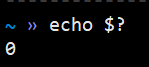 ~ » echo $?
0